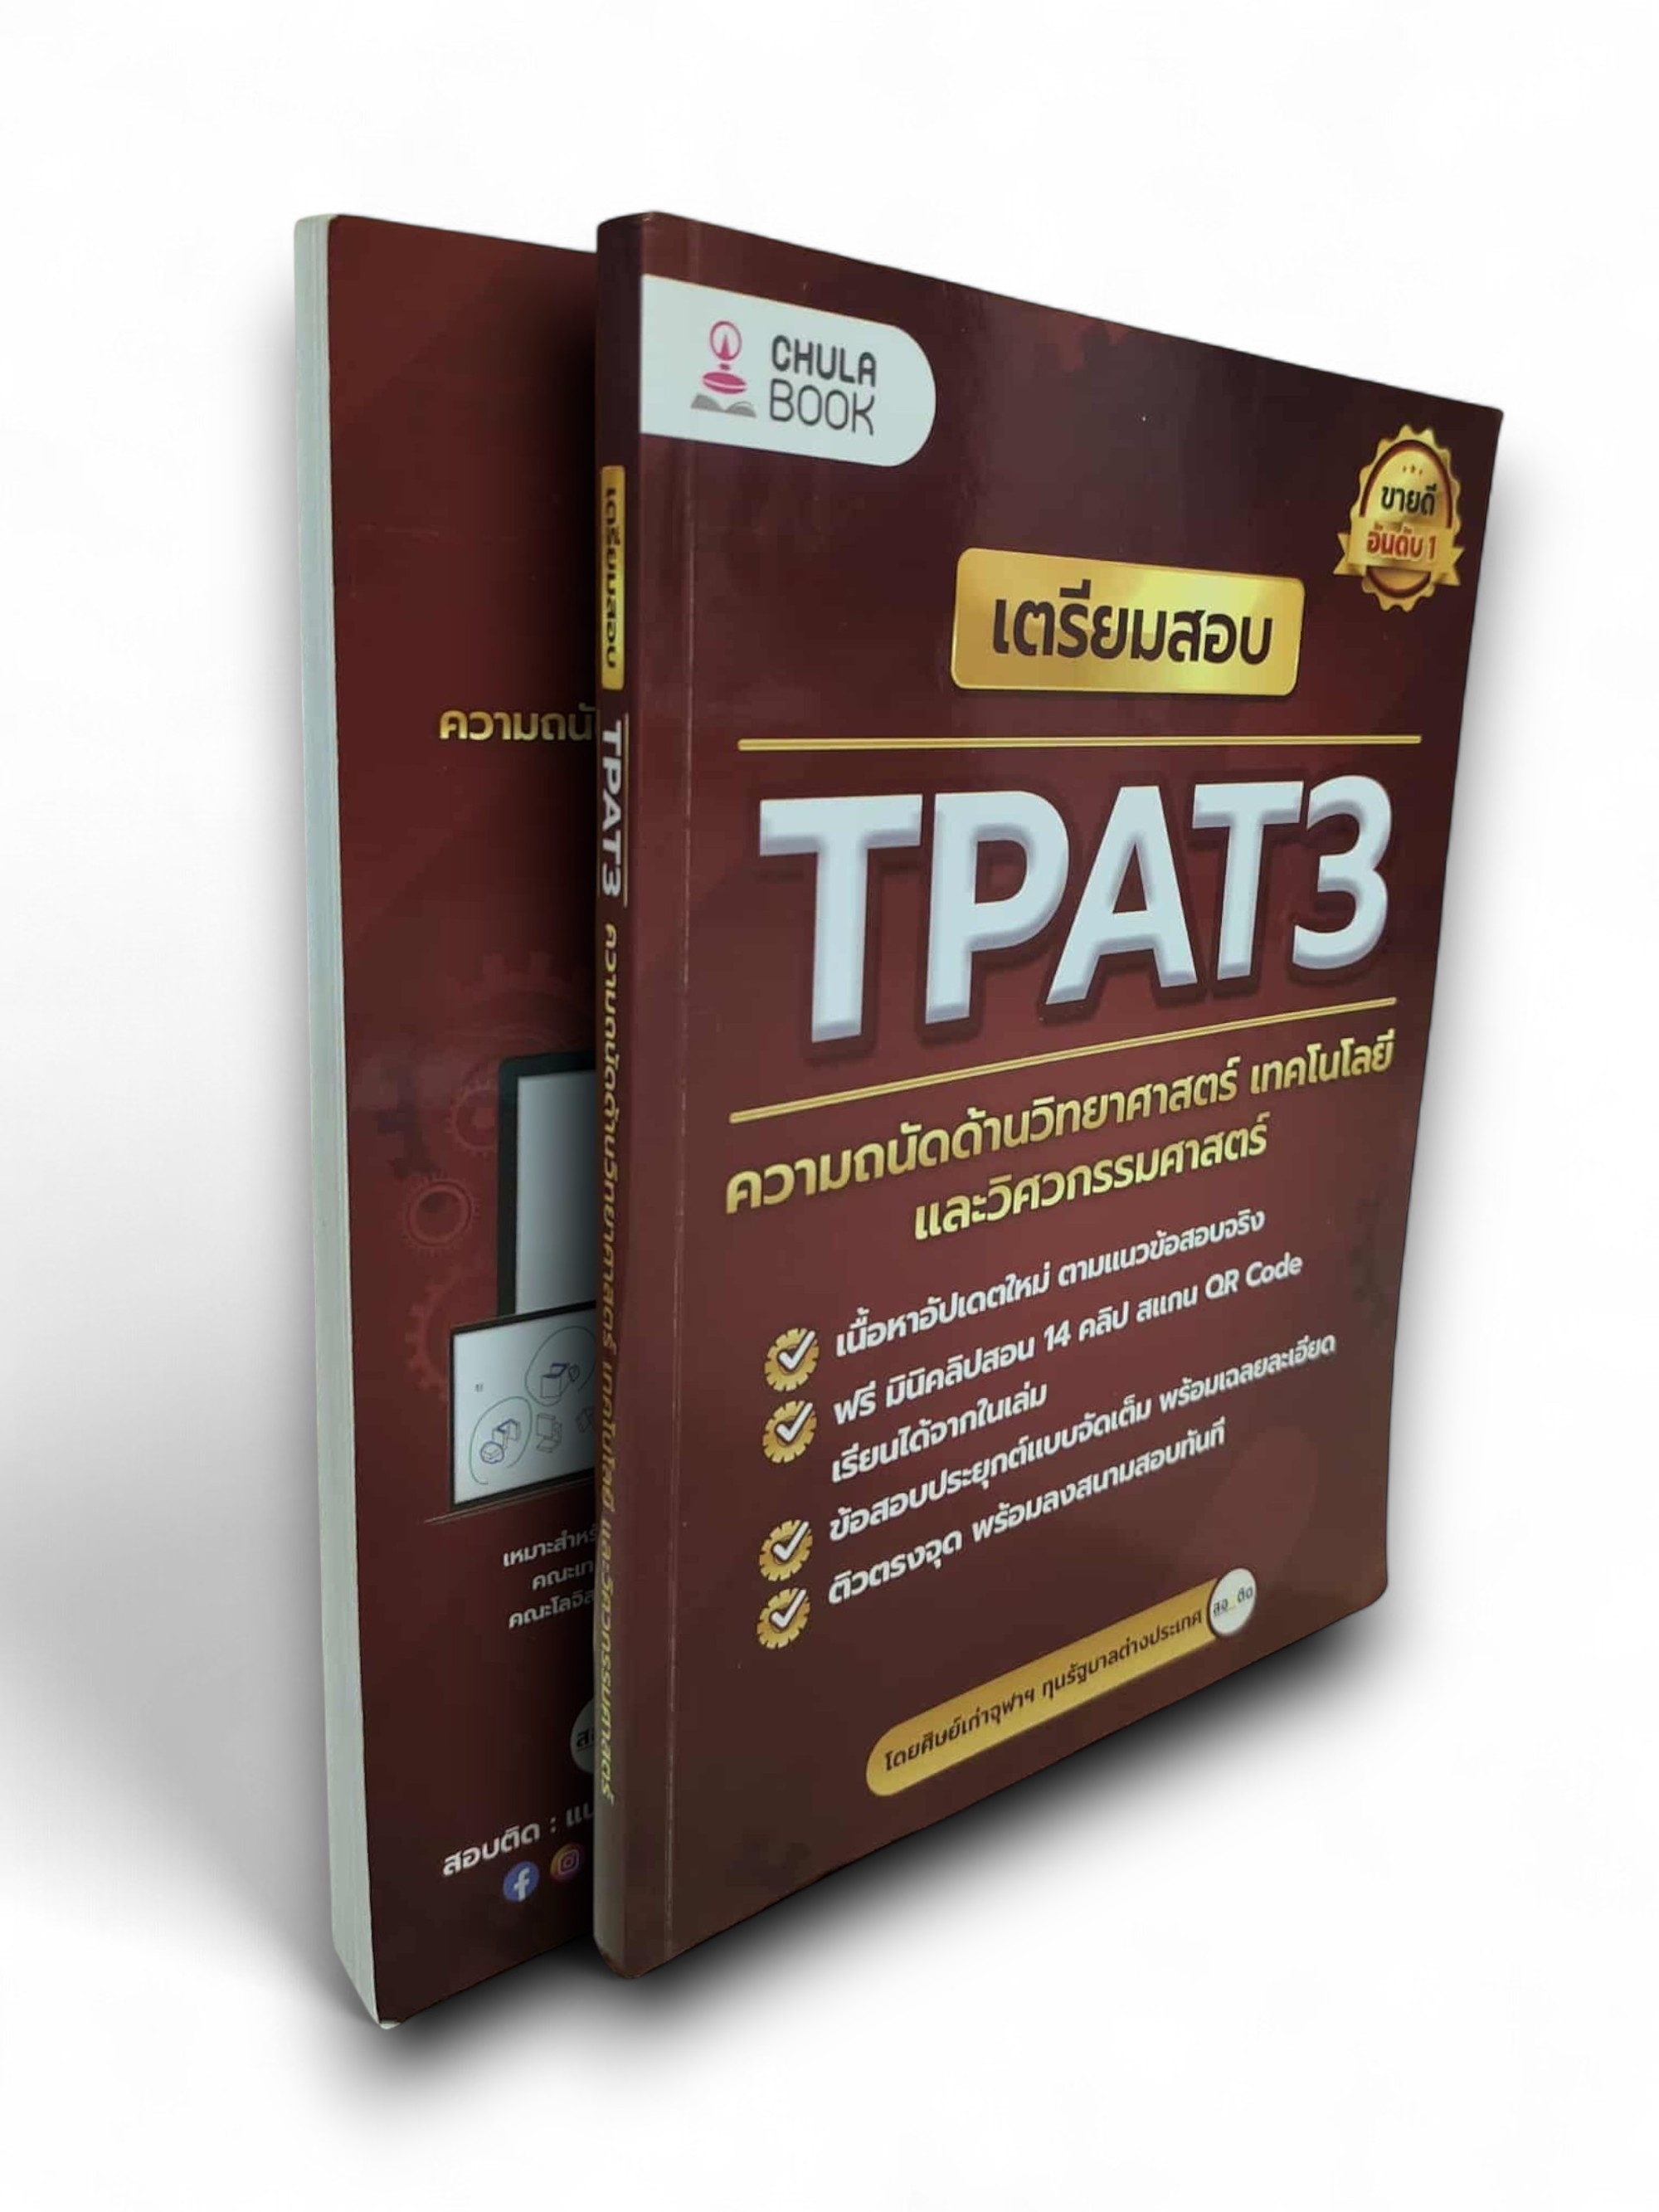 CHULA
BOOK
ขายดี
อันดับ 1
เตรียมสอบ
TPAT3
ความถนัดด้านวิทยาศาสตร์ เทคโนโลยี
และวิศวกรรมศาสตร์
เนื้อหาอัปเดตใหม่ ตามแนวข้อสอบจริง
ฟรี มินิคลิปสอน 14 คลิป สแกน QR Code
เรียนได้จากในเล่ม
ข้อสอบประยุกต์แบบจัดเต็ม พร้อมเฉลยละเอียด
ติวตรงจุด พร้อมลงสนามสอบทันที
โดยศิษย์เก่าจุฬาฯ ทุนรัฐบาลต่างประเทศ
เตรียมสอบ TPAT3 ความถนัดด้านวิทยาศาสตร์ เทคโนโลยี และวิศวกรรมศาสตร์
สอบติด :